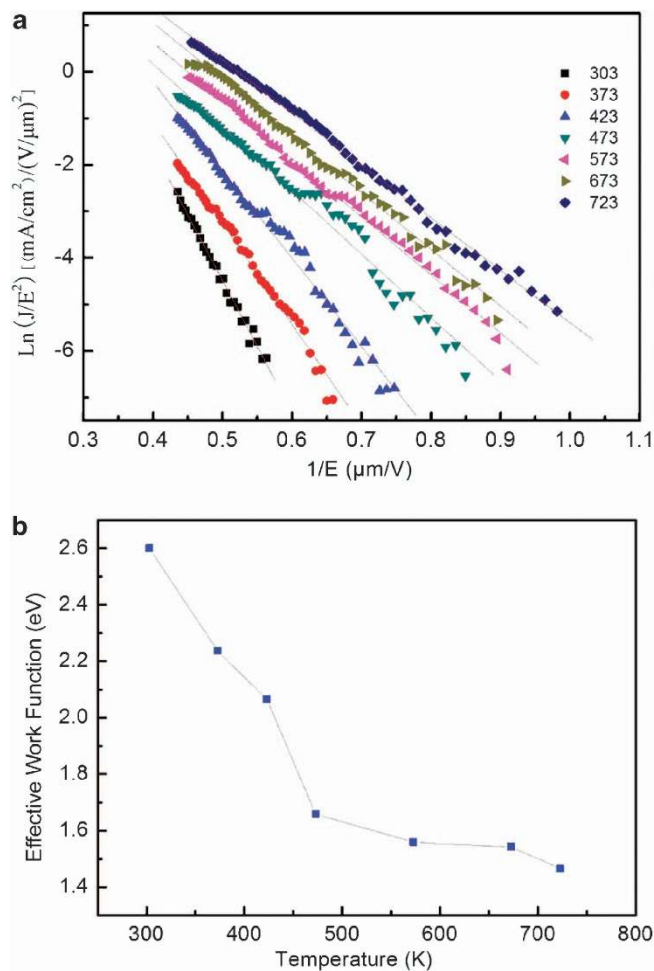 a
0
-2
-4
-6
Ln (J/E²) [(mA/cm²)/(V/μm)²]
303
373
423
473
573
673
723
0.3 0.4 0.5 0.6 0.7 0.8 0.9 1.0 1.1
1/E (μm/V)
b
2.6
2.4
2.2
2.0
1.8
1.6
1.4
Effective Work Function (eV)
300 400 500 600 700 800
Temperature (K)